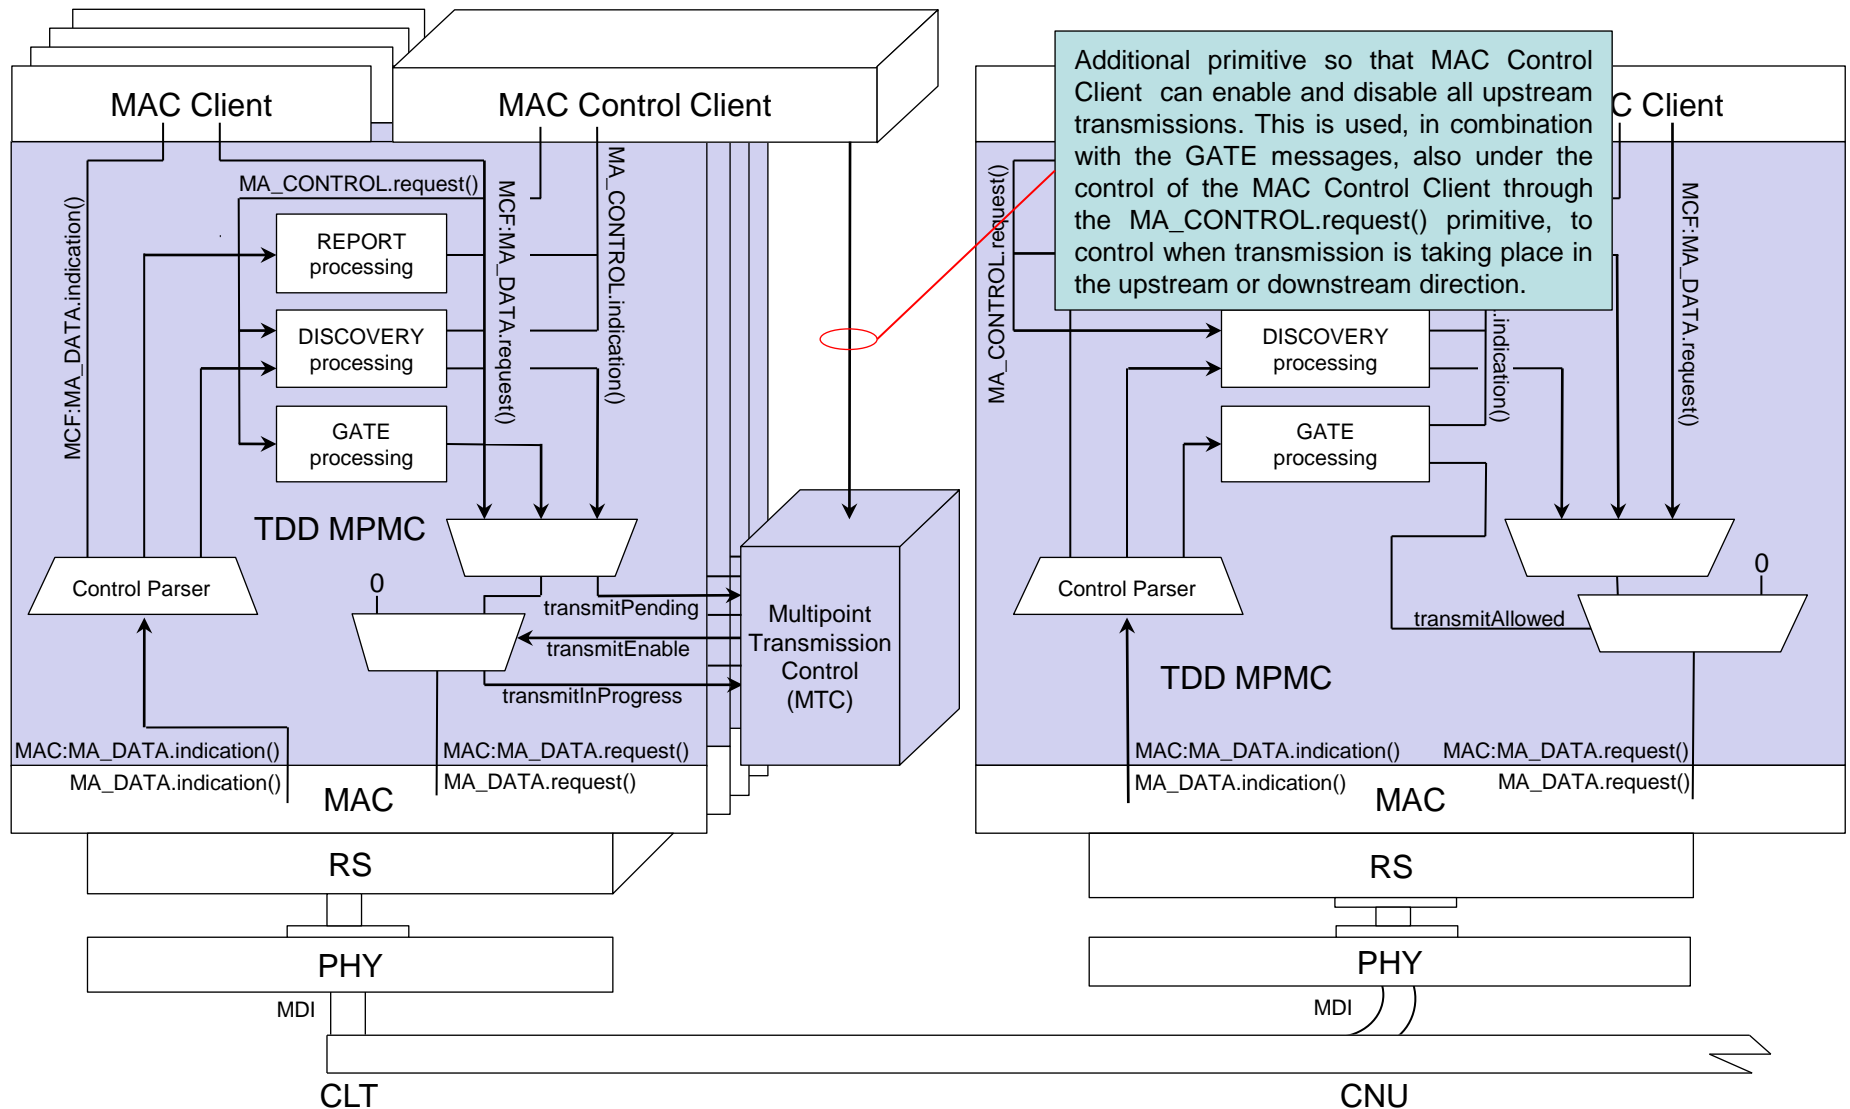 MAC Client
MAC Control Client
MA_CONTROL.request()
MCF:MA_DATA.indication()
MCF:MA_DATA.request()
MA_CONTROL.indication()
REPORT
processing
DISCOVERY
processing
GATE
processing
TDD MPMC
Control Parser
0
transmitPending
transmitEnable
transmitInProgress
Multipoint
Transmission
Control
(MTC)
MAC:MA_DATA.indication()
MAC:MA_DATA.request()
MA_DATA.indication()
MA_DATA.request()
MAC
RS
PHY
MDI
CLT
Additional primitive so that MAC Control
Client can enable and disable all upstream
transmissions. This is used, in combination
with the GATE messages, also under the
control of the MAC Control Client through
the MA_CONTROL.request() primitive, to
control when transmission is taking place in
the upstream or downstream direction.
C Client
MA_CONTROL.request()
MCF:MA_DATA.request()
.indication()
DISCOVERY
processing
GATE
processing
Control Parser
0
transmitAllowed
TDD MPMC
MAC:MA_DATA.indication()
MAC:MA_DATA.request()
MA_DATA.indication()
MA_DATA.request()
MAC
RS
PHY
MDI
CNU